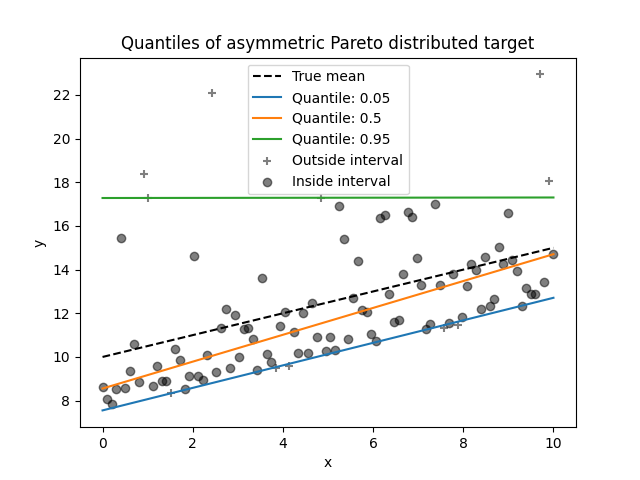 Quantiles of asymmetric Pareto distributed target
True mean
Quantile: 0.05
Quantile: 0.5
Quantile: 0.95
Outside interval
Inside interval
22
20
18
16
14
12
10
8
y
0 2 4 6 8 10
x